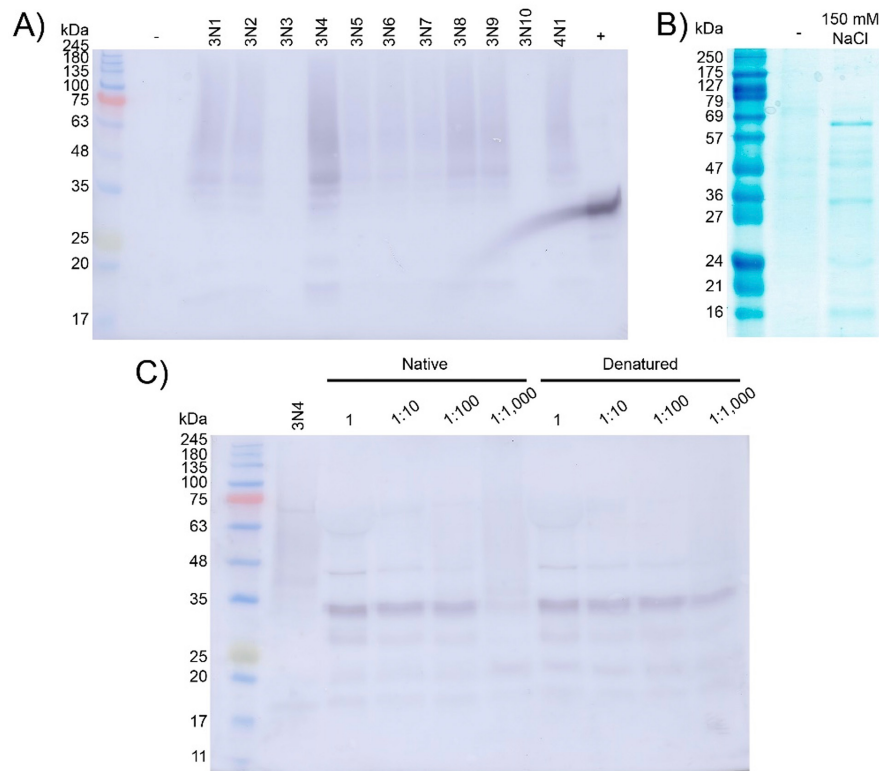 A)
kDa
-
3N1
3N2
3N3
3N4
3N5
3N6
3N7
3N8
3N9
3N10
4N1
+
245
180
135
100
75
63
48
35
25
20
17
B)
kDa
-
150 mM
NaCl
250
175
127
79
69
57
47
36
27
24
21
16
C)
Native
Denatured
kDa
3N4
1
1:10
1:100
1:1,000
1
1:10
1:100
1:1,000
245
180
135
100
75
63
48
35
25
20
17
11